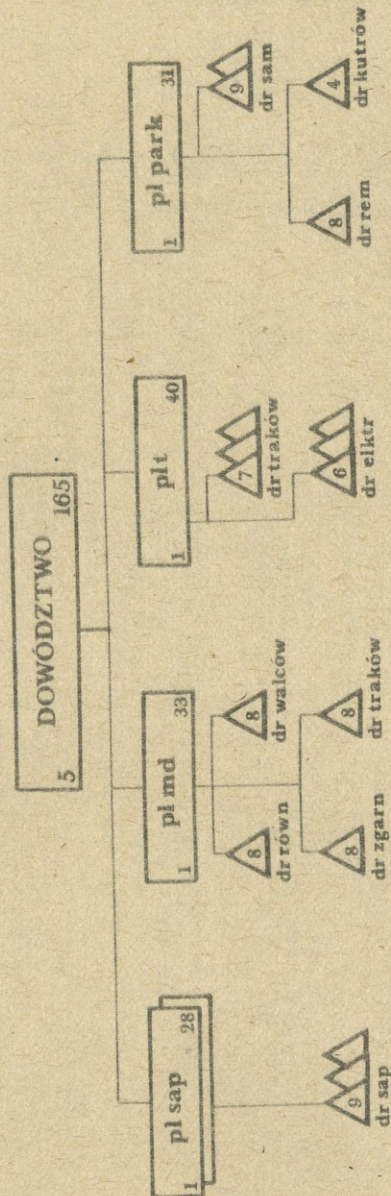 DOWÓDZTWO
5 165
pl sap
1 28
9
dr sap
pl md
1 33
8
dr równ
8
dr walców
8
dr zgarn
8
dr traków
plt
1 40
7
dr traków
6
dr elktr
pl park
1 31
9
dr sam
8
dr rem
4
dr kutrów